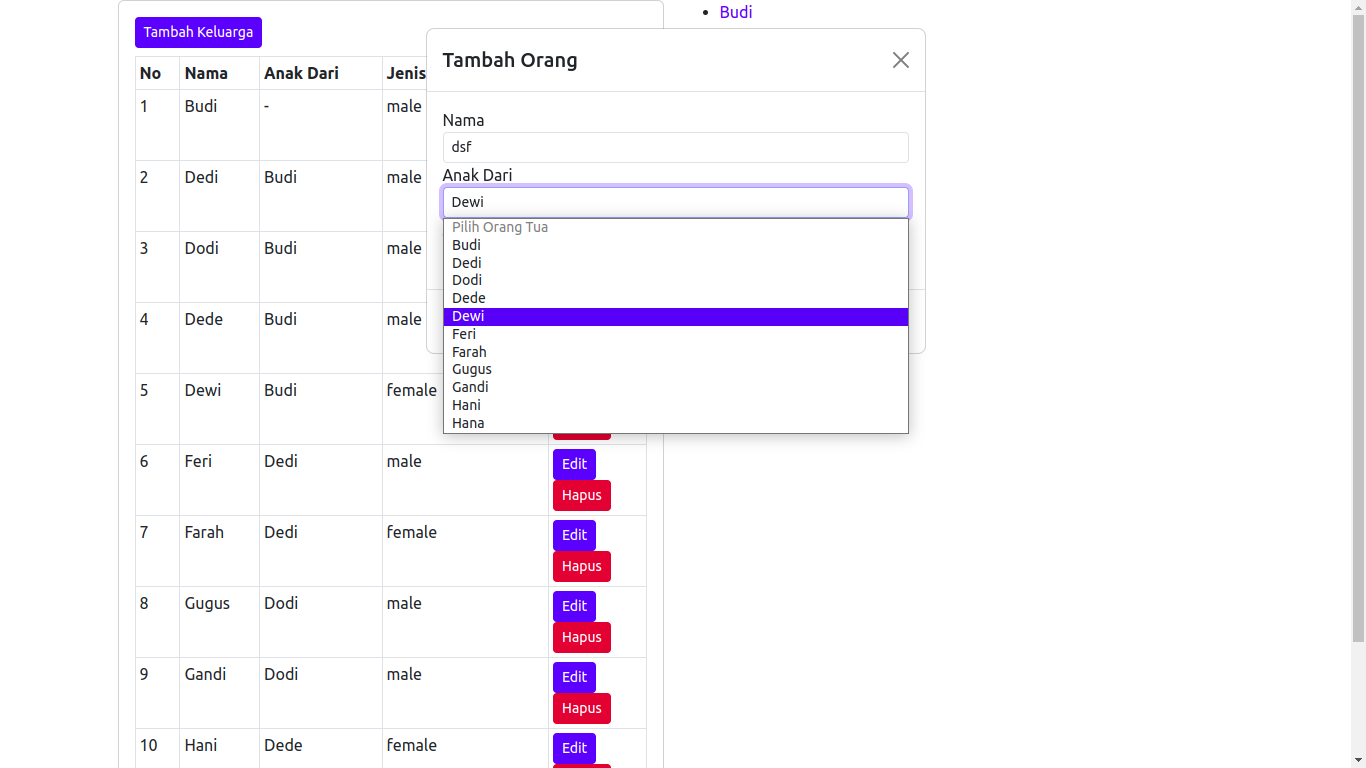 Tambah Keluarga
No Nama Anak Dari Jenis
1 Budi - male
2 Dedi Budi male
3 Dodi Budi male
4 Dede Budi male
5 Dewi Budi female
6 Feri Dedi male Edit
Hapus
7 Farah Dedi female Edit
Hapus
8 Gugus Dodi male Edit
Hapus
9 Gandi Dodi male Edit
Hapus
10 Hani Dede female Edit
Budi
Tambah Orang
Nama
dsf
Anak Dari
Dewi
Pilih Orang Tua
Budi
Dedi
Dodi
Dede
Dewi
Feri
Farah
Gugus
Gandi
Hani
Hana